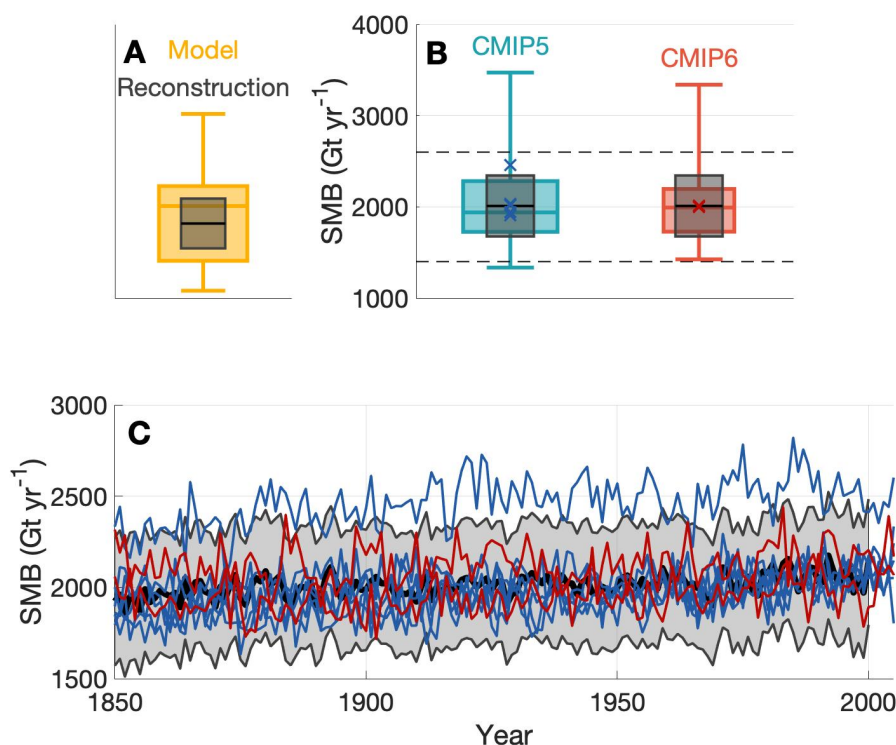 A
Model
Reconstruction
B
CMIP5
CMIP6
SMB (Gt yr-1)
4000
3000
2000
1000
C
SMB (Gt yr-1)
3000
2500
2000
1500
1850
1900
1950
2000
Year